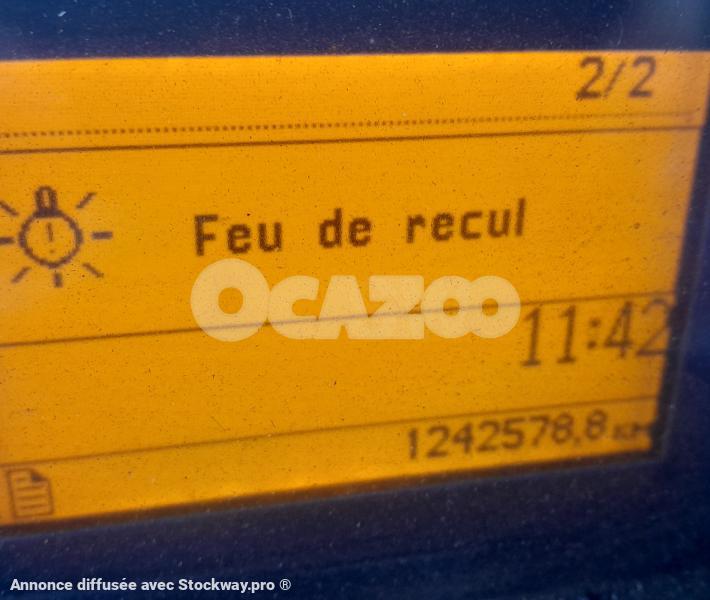 2/2
Feu de recul
OCAZOO
11:42
1242578,8 KM
Annonce diffusée avec Stockway.pro ®